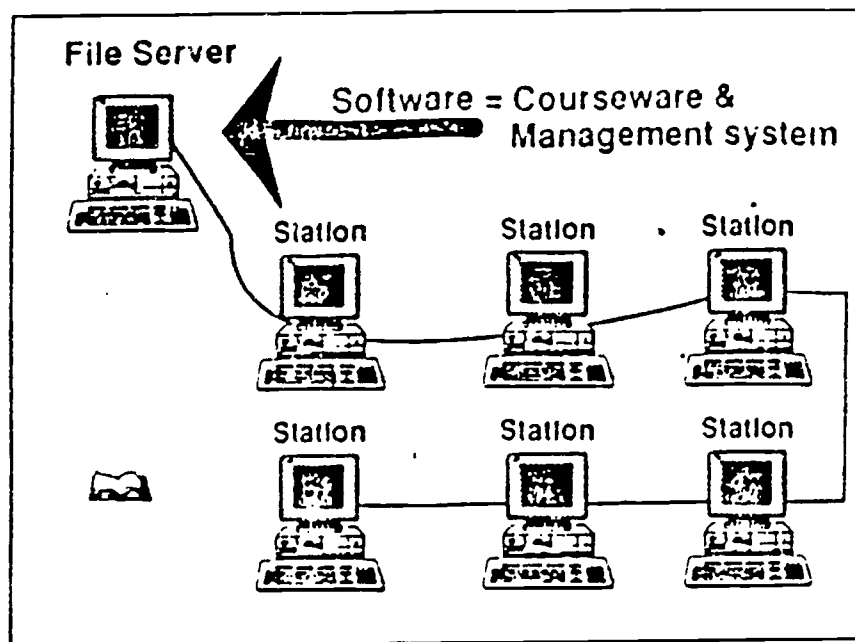 File Server
Software = Courseware &
Management system
Station
Station
Station
Station
Station
Station